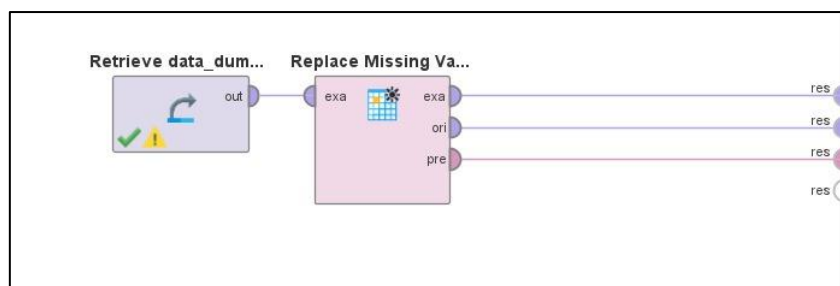 Retrieve data_dum... Replace Missing Va...
out exa exa res
ori res
pre res
res